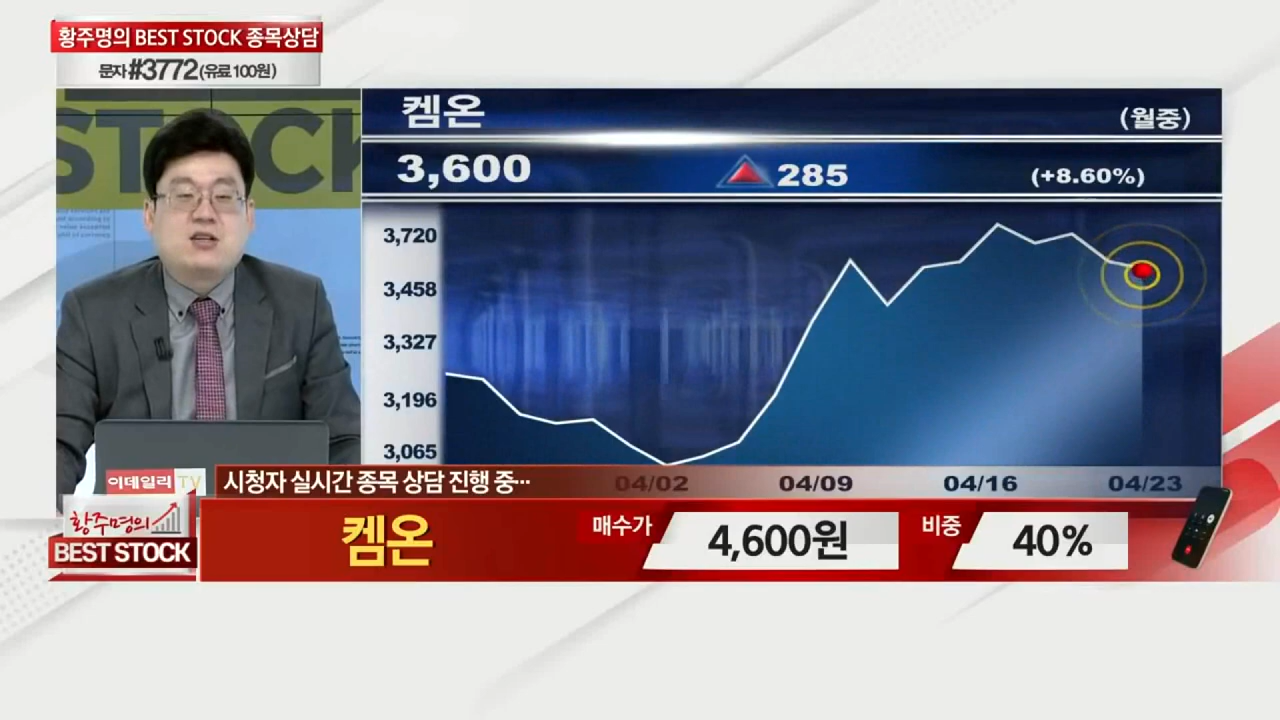 황주명의 BEST STOCK 종목상담
문자 #3772 (유료 100원)
STOCK
켐온
(월중)
3,600
285
(+8.60%)
3,720
3,458
3,327
3,196
3,065
04/02
04/09
04/16
04/23
이데일리 TV
시청자 실시간 종목 상담 진행 중...
황주명의
BEST STOCK
켐온
매수가
4,600원
비중
40%